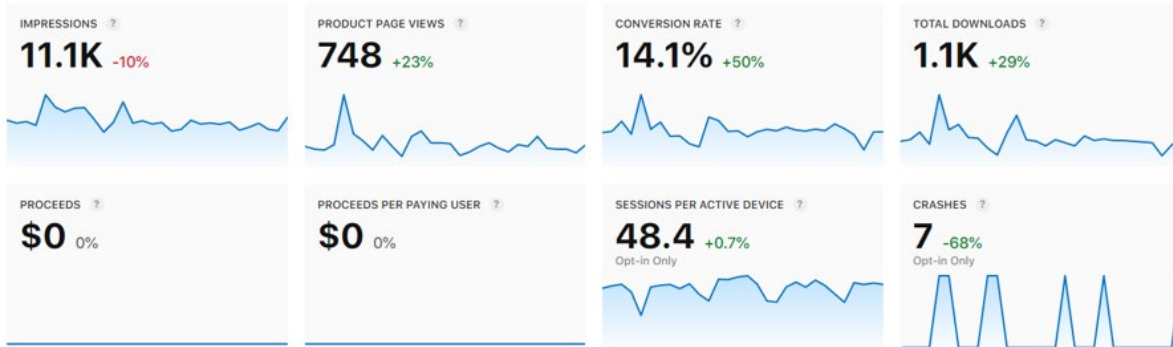 IMPRESSIONS ?
11.1K -10%
PRODUCT PAGE VIEWS ?
748 +23%
CONVERSION RATE ?
14.1% +50%
TOTAL DOWNLOADS ?
1.1K +29%
PROCEEDS ?
$0 0%
PROCEEDS PER PAYING USER ?
$0 0%
SESSIONS PER ACTIVE DEVICE ?
48.4 +0.7%
Opt-in Only
CRASHES ?
7 -68%
Opt-in Only